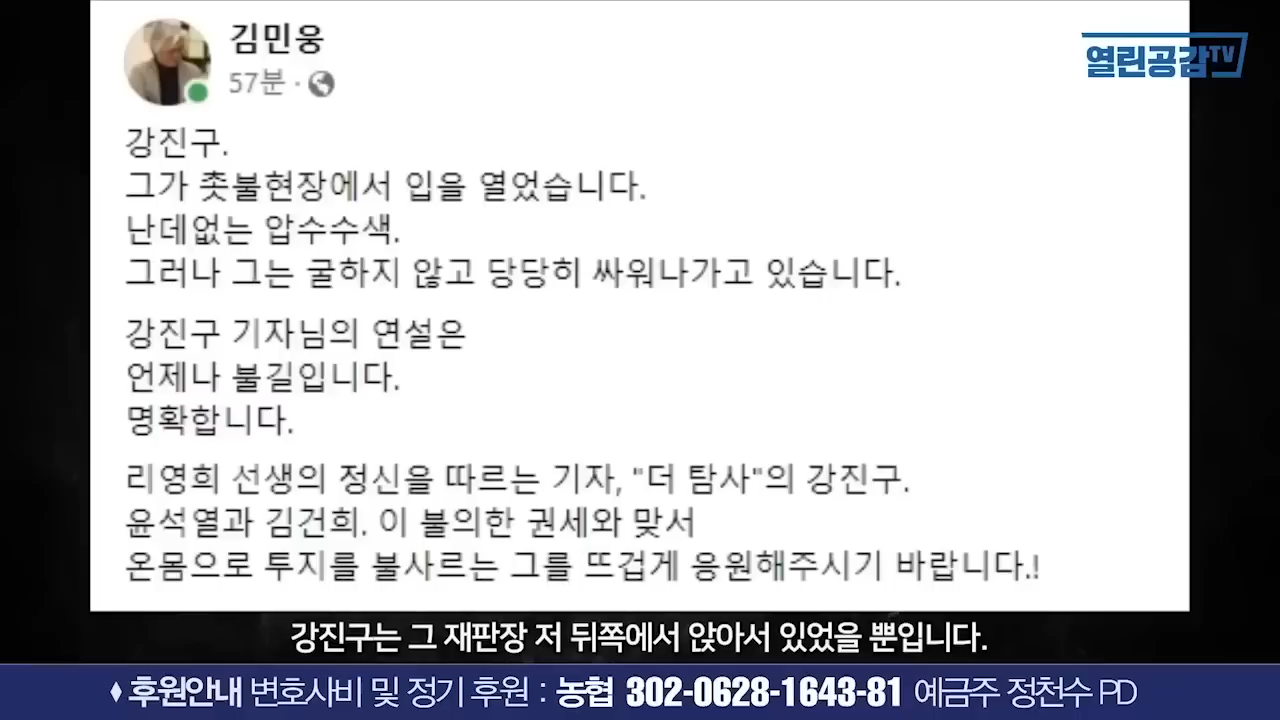 김민웅
57분 ·
열린공감TV
강진구.
그가 촛불현장에서 입을 열었습니다.
난데없는 압수수색.
그러나 그는 굴하지 않고 당당히 싸워나가고 있습니다.
강진구 기자님의 연설은
언제나 불길입니다.
명확합니다.
리영희 선생의 정신을 따르는 기자, "더 탐사"의 강진구.
윤석열과 김건희. 이 불의한 권세와 맞서
온몸으로 투지를 불사르는 그를 뜨겁게 응원해주시기 바랍니다.!
강진구는 그 재판장 저 뒤쪽에서 앉아서 있었을 뿐입니다.
♦ 후원안내 변호사비 및 정기 후원 : 농협 302-0628-1643-81 예금주 정천수 PD